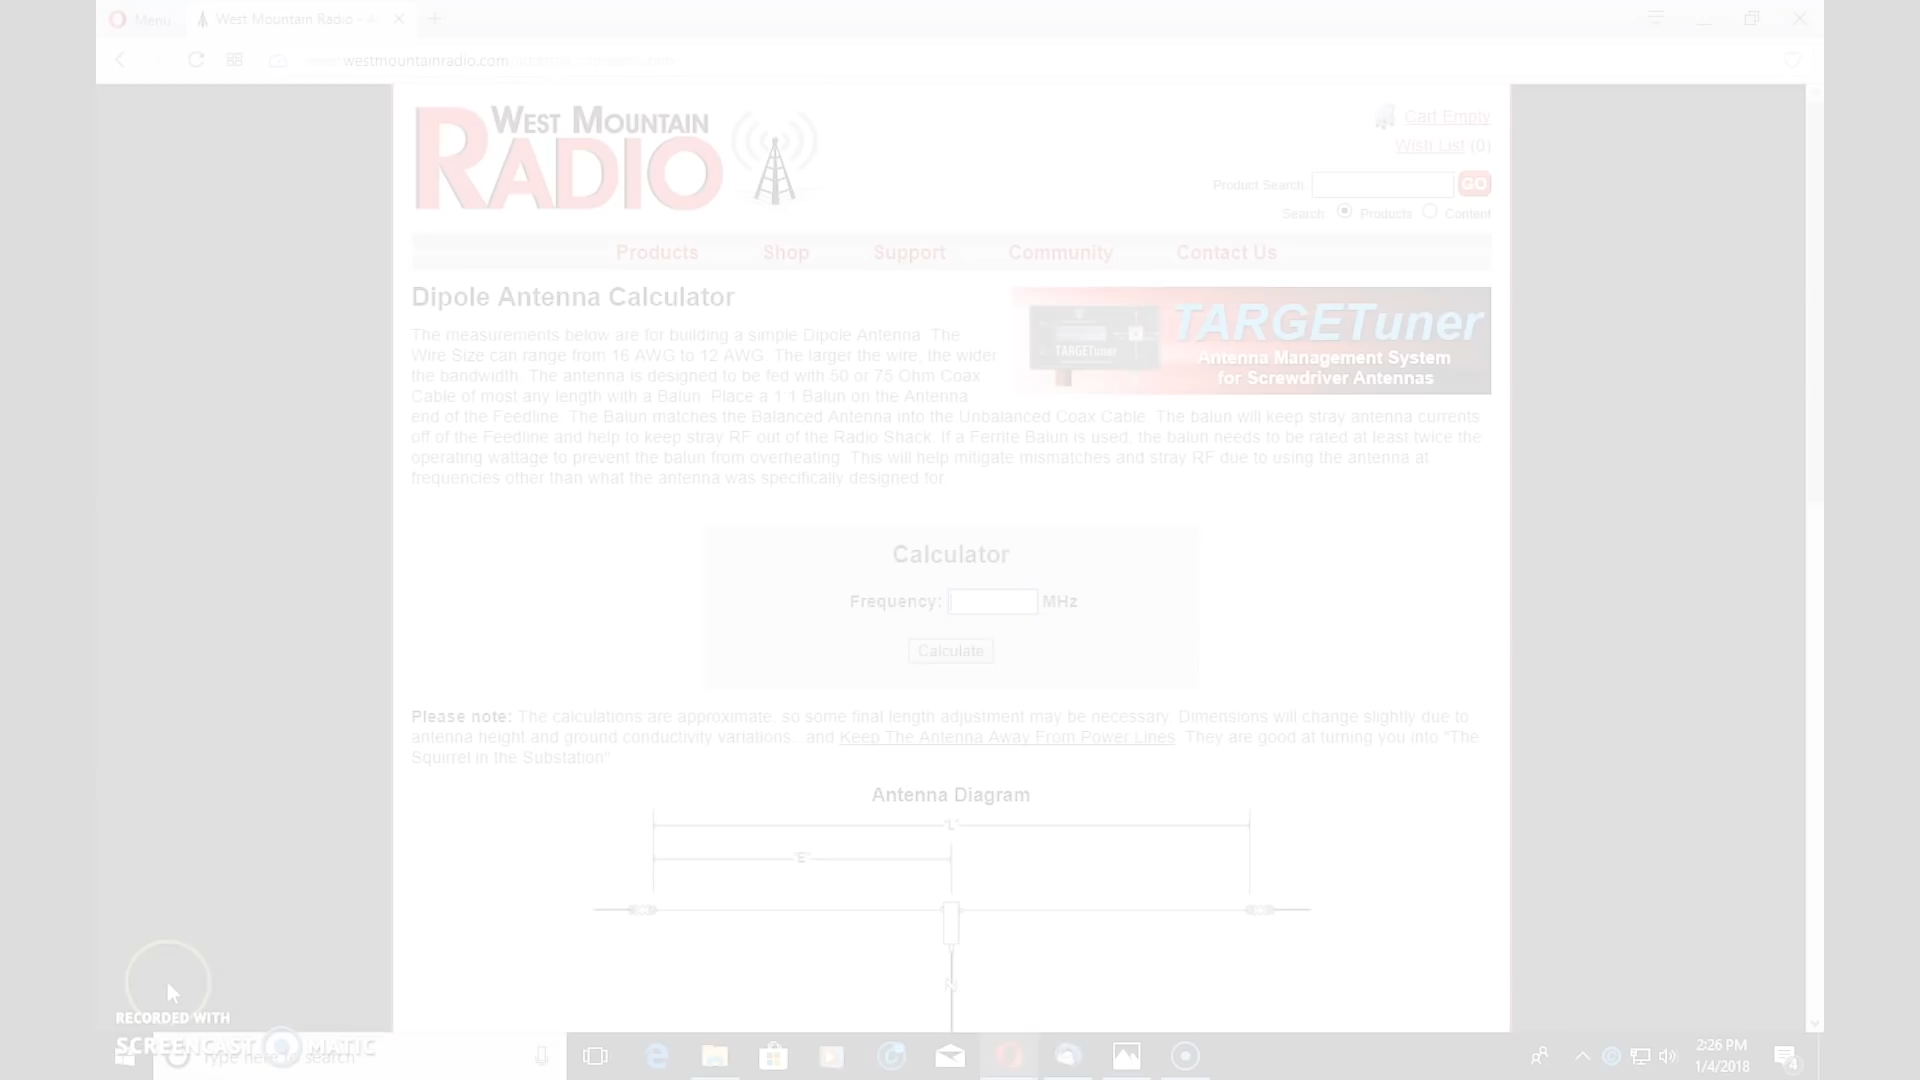 Menu
West Mountain Radio - 
westmountainradio.com
WEST MOUNTAIN
RADIO
Cart Empty
Wish List (0)
Product Search
GO
Search Products Content
Products Shop Support Community Contact Us
Dipole Antenna Calculator
TARGETuner
Antenna Management System
for Screwdriver Antennas
TARGETuner
The measurements below are for building a simple Dipole Antenna. The
Wire Size can range from 16 AWG to 12 AWG. The larger the wire, the wider
the bandwidth. The antenna is designed to be fed with 50 or 75 Ohm Coax
Cable of most any length with a Balun. Place a 1:1 Balun on the Antenna
end of the Feedline. The Balun matches the Balanced Antenna into the Unbalanced Coax Cable. The balun will keep stray antenna currents
off of the Feedline and help to keep stray RF out of the Radio Shack. If a Ferrite Balun is used, the balun needs to be rated at least twice the
operating wattage to prevent the balun from overheating. This will help mitigate mismatches and stray RF due to using the antenna at
frequencies other than what the antenna was specifically designed for.
Calculator
Frequency: MHz
Calculate
Please note: The calculations are approximate, so some final length adjustment may be necessary. Dimensions will change slightly due to
antenna height and ground conductivity variations... and Keep The Antenna Away From Power Lines. They are good at turning you into "The
Squirrel in the Substation"
Antenna Diagram
"L"
"E"
RECORDED WITH
SCREENCAST MATIC
Type here to search
2:26 PM
1/4/2018
4